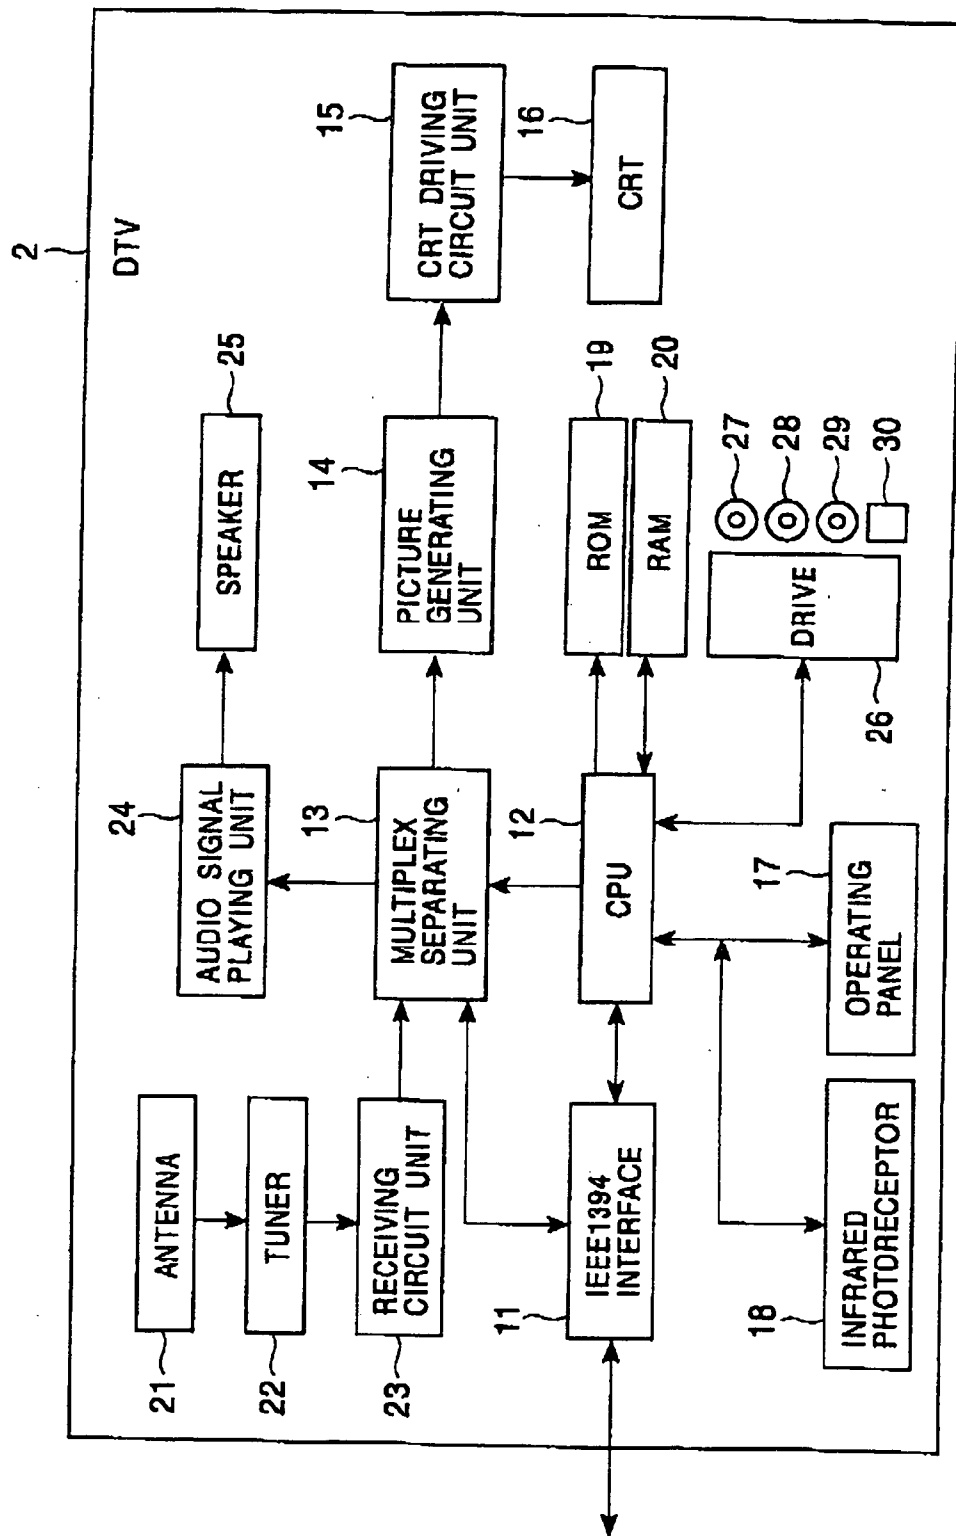 2
DTV
21
ANTENNA
22
TUNER
23
RECEIVING
CIRCUIT UNIT
24
AUDIO SIGNAL
PLAYING UNIT
SPEAKER
25
13
MULTIPLEX
SEPARATING
UNIT
14
PICTURE
GENERATING
UNIT
15
CRT DRIVING
CIRCUIT UNIT
16
CRT
11
IEEE1394
INTERFACE
12
CPU
ROM
19
RAM
20
18
INFRARED
PHOTORECEPTOR
17
OPERATING
PANEL
26
DRIVE
27
28
29
30